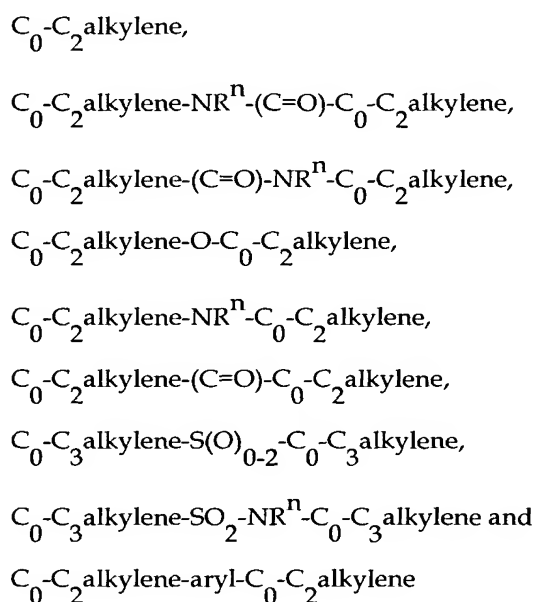 C₀-C₂alkylene,
C₀-C₂alkylene-NRⁿ-(C=O)-C₀-C₂alkylene,
C₀-C₂alkylene-(C=O)-NRⁿ-C₀-C₂alkylene,
C₀-C₂alkylene-O-C₀-C₂alkylene,
C₀-C₂alkylene-NRⁿ-C₀-C₂alkylene,
C₀-C₂alkylene-(C=O)-C₀-C₂alkylene,
C₀-C₃alkylene-S(O)₀₋₂-C₀-C₃alkylene,
C₀-C₃alkylene-SO₂-NRⁿ-C₀-C₃alkylene and
C₀-C₂alkylene-aryl-C₀-C₂alkylene